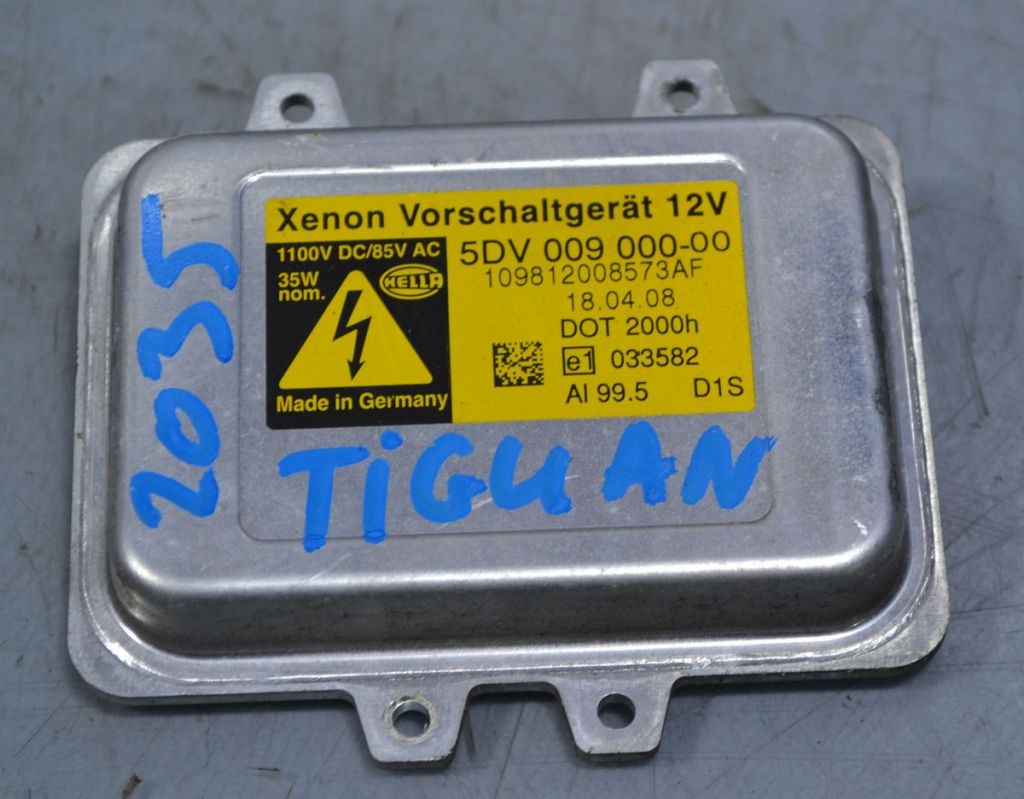 Xenon Vorschaltgerät 12V
1100V DC/85V AC
35W
nom.
HELLA
Made in Germany
5DV 009 000-00
109812008573AF
18.04.08
DOT 2000h
e1 033582
Al 99.5 D1S
2035
TiGUAN